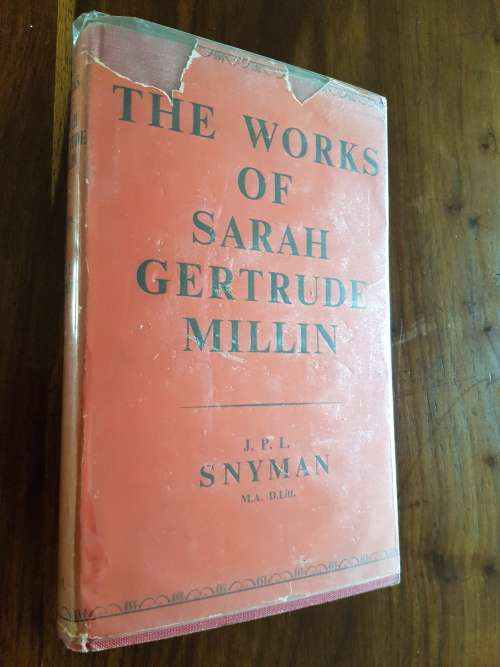 THE WORKS
OF
SARAH
GERTRUDE
MILLIN
J. P. L.
SNYMAN
M.A. D.Litt.